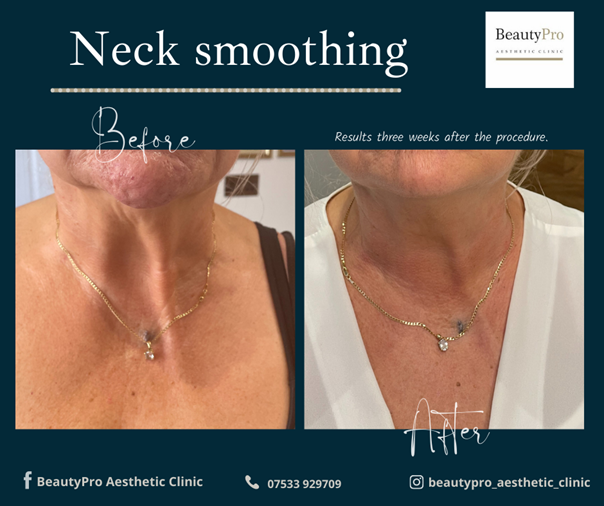 Neck smoothing
BeautyPro
AESTHETIC CLINIC
Before
Results three weeks after the procedure.
After
BeautyPro Aesthetic Clinic
07533 929709
beautypro_aesthetic_clinic